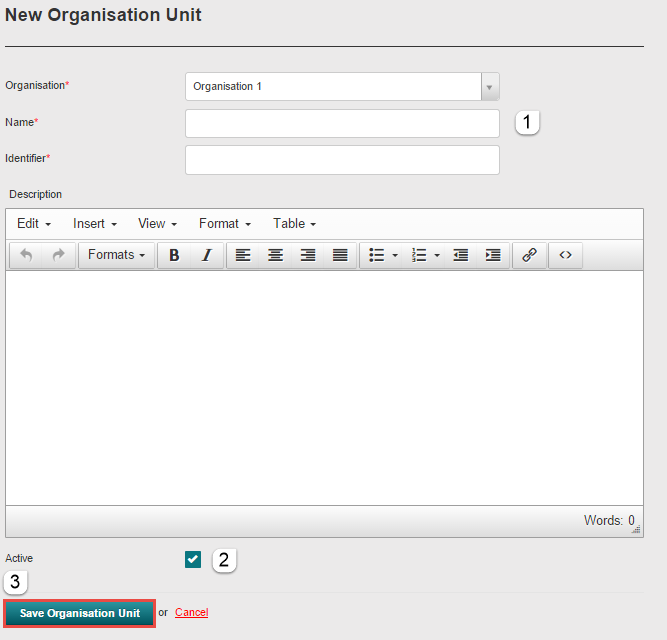 New Organisation Unit
Organisation* Organisation 1
Name* 1
Identifier*
Description
Edit Insert View Format Table
Formats B I
Words: 0
Active 2
3
Save Organisation Unit or Cancel